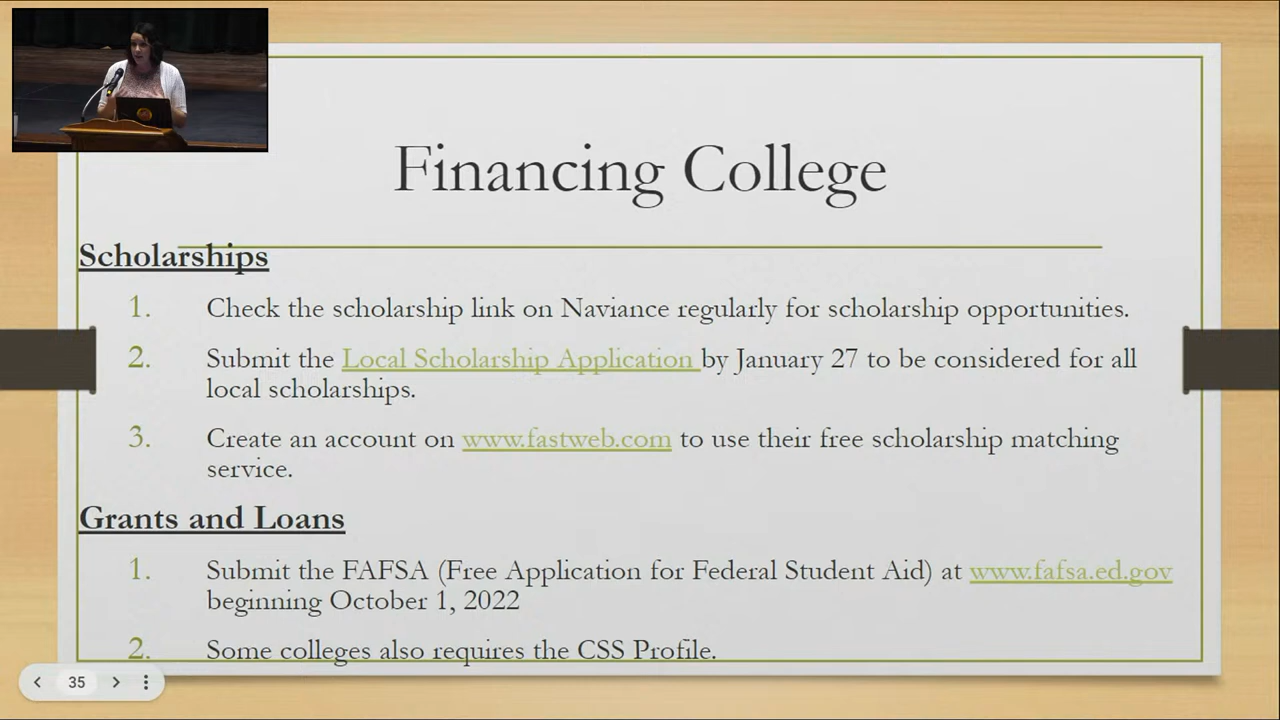 Financing College
Scholarships
1. Check the scholarship link on Naviance regularly for scholarship opportunities.
2. Submit the Local Scholarship Application by January 27 to be considered for all
local scholarships.
3. Create an account on www.fastweb.com to use their free scholarship matching
service.
Grants and Loans
1. Submit the FAFSA (Free Application for Federal Student Aid) at www.fafsa.ed.gov
beginning October 1, 2022
2. Some colleges also requires the CSS Profile.
35